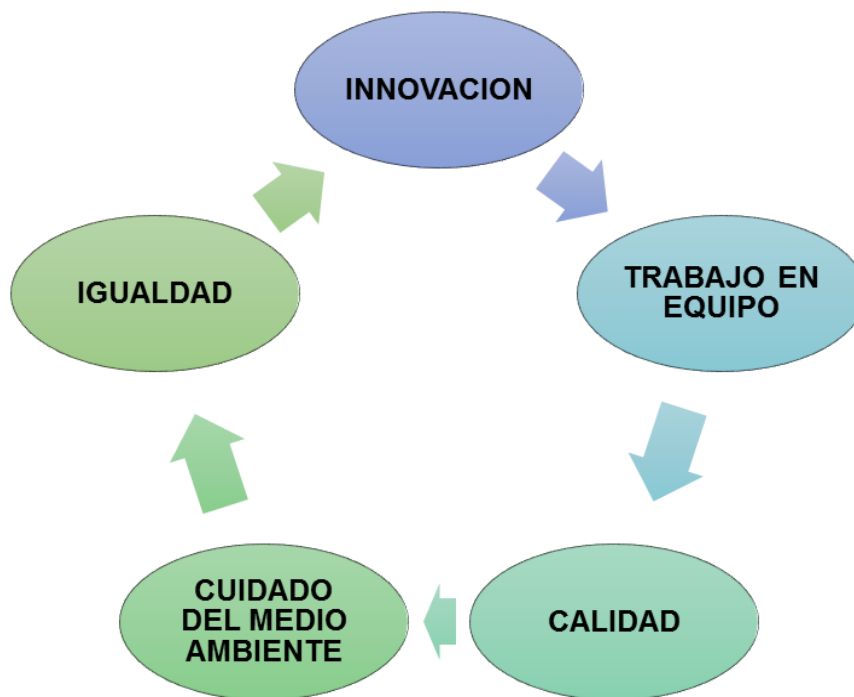 INNOVACION
TRABAJO EN
EQUIPO
CALIDAD
CUIDADO
DEL MEDIO
AMBIENTE
IGUALDAD